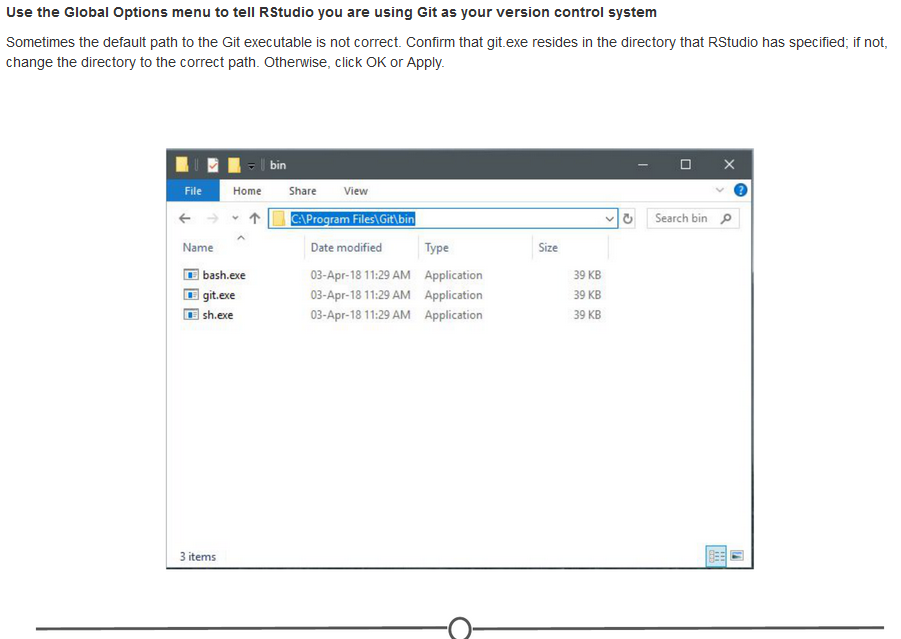 Use the Global Options menu to tell RStudio you are using Git as your version control system
Sometimes the default path to the Git executable is not correct. Confirm that git.exe resides in the directory that RStudio has specified; if not,
change the directory to the correct path. Otherwise, click OK or Apply.
bin
File Home Share View ?
C:\Program Files\Git\bin Search bin
Name Date modified Type Size
bash.exe 03-Apr-18 11:29 AM Application 39 KB
git.exe 03-Apr-18 11:29 AM Application 39 KB
sh.exe 03-Apr-18 11:29 AM Application 39 KB
3 items